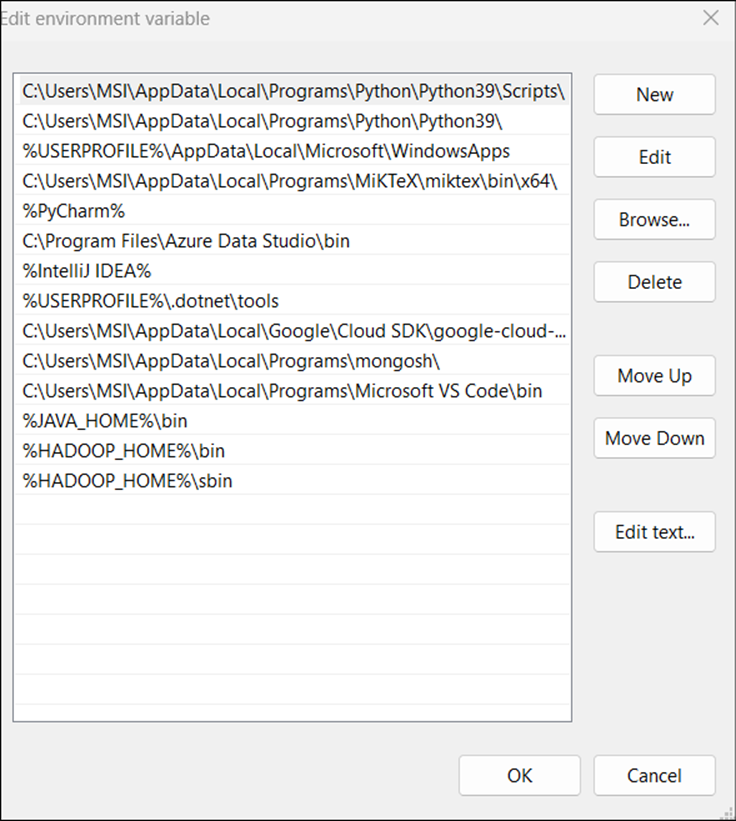 Edit environment variable
C:\Users\MSI\AppData\Local\Programs\Python\Python39\Scripts\
New
C:\Users\MSI\AppData\Local\Programs\Python\Python39\
%USERPROFILE%\AppData\Local\Microsoft\WindowsApps
Edit
C:\Users\MSI\AppData\Local\Programs\MiKTeX\miktex\bin\x64\
%PyCharm%
Browse...
C:\Program Files\Azure Data Studio\bin
%IntelliJ IDEA%
Delete
%USERPROFILE%\.dotnet\tools
C:\Users\MSI\AppData\Local\Google\Cloud SDK\google-cloud-...
C:\Users\MSI\AppData\Local\Programs\mongosh\
Move Up
C:\Users\MSI\AppData\Local\Programs\Microsoft VS Code\bin
%JAVA_HOME%\bin
Move Down
%HADOOP_HOME%\bin
%HADOOP_HOME%\sbin
Edit text...
OK
Cancel